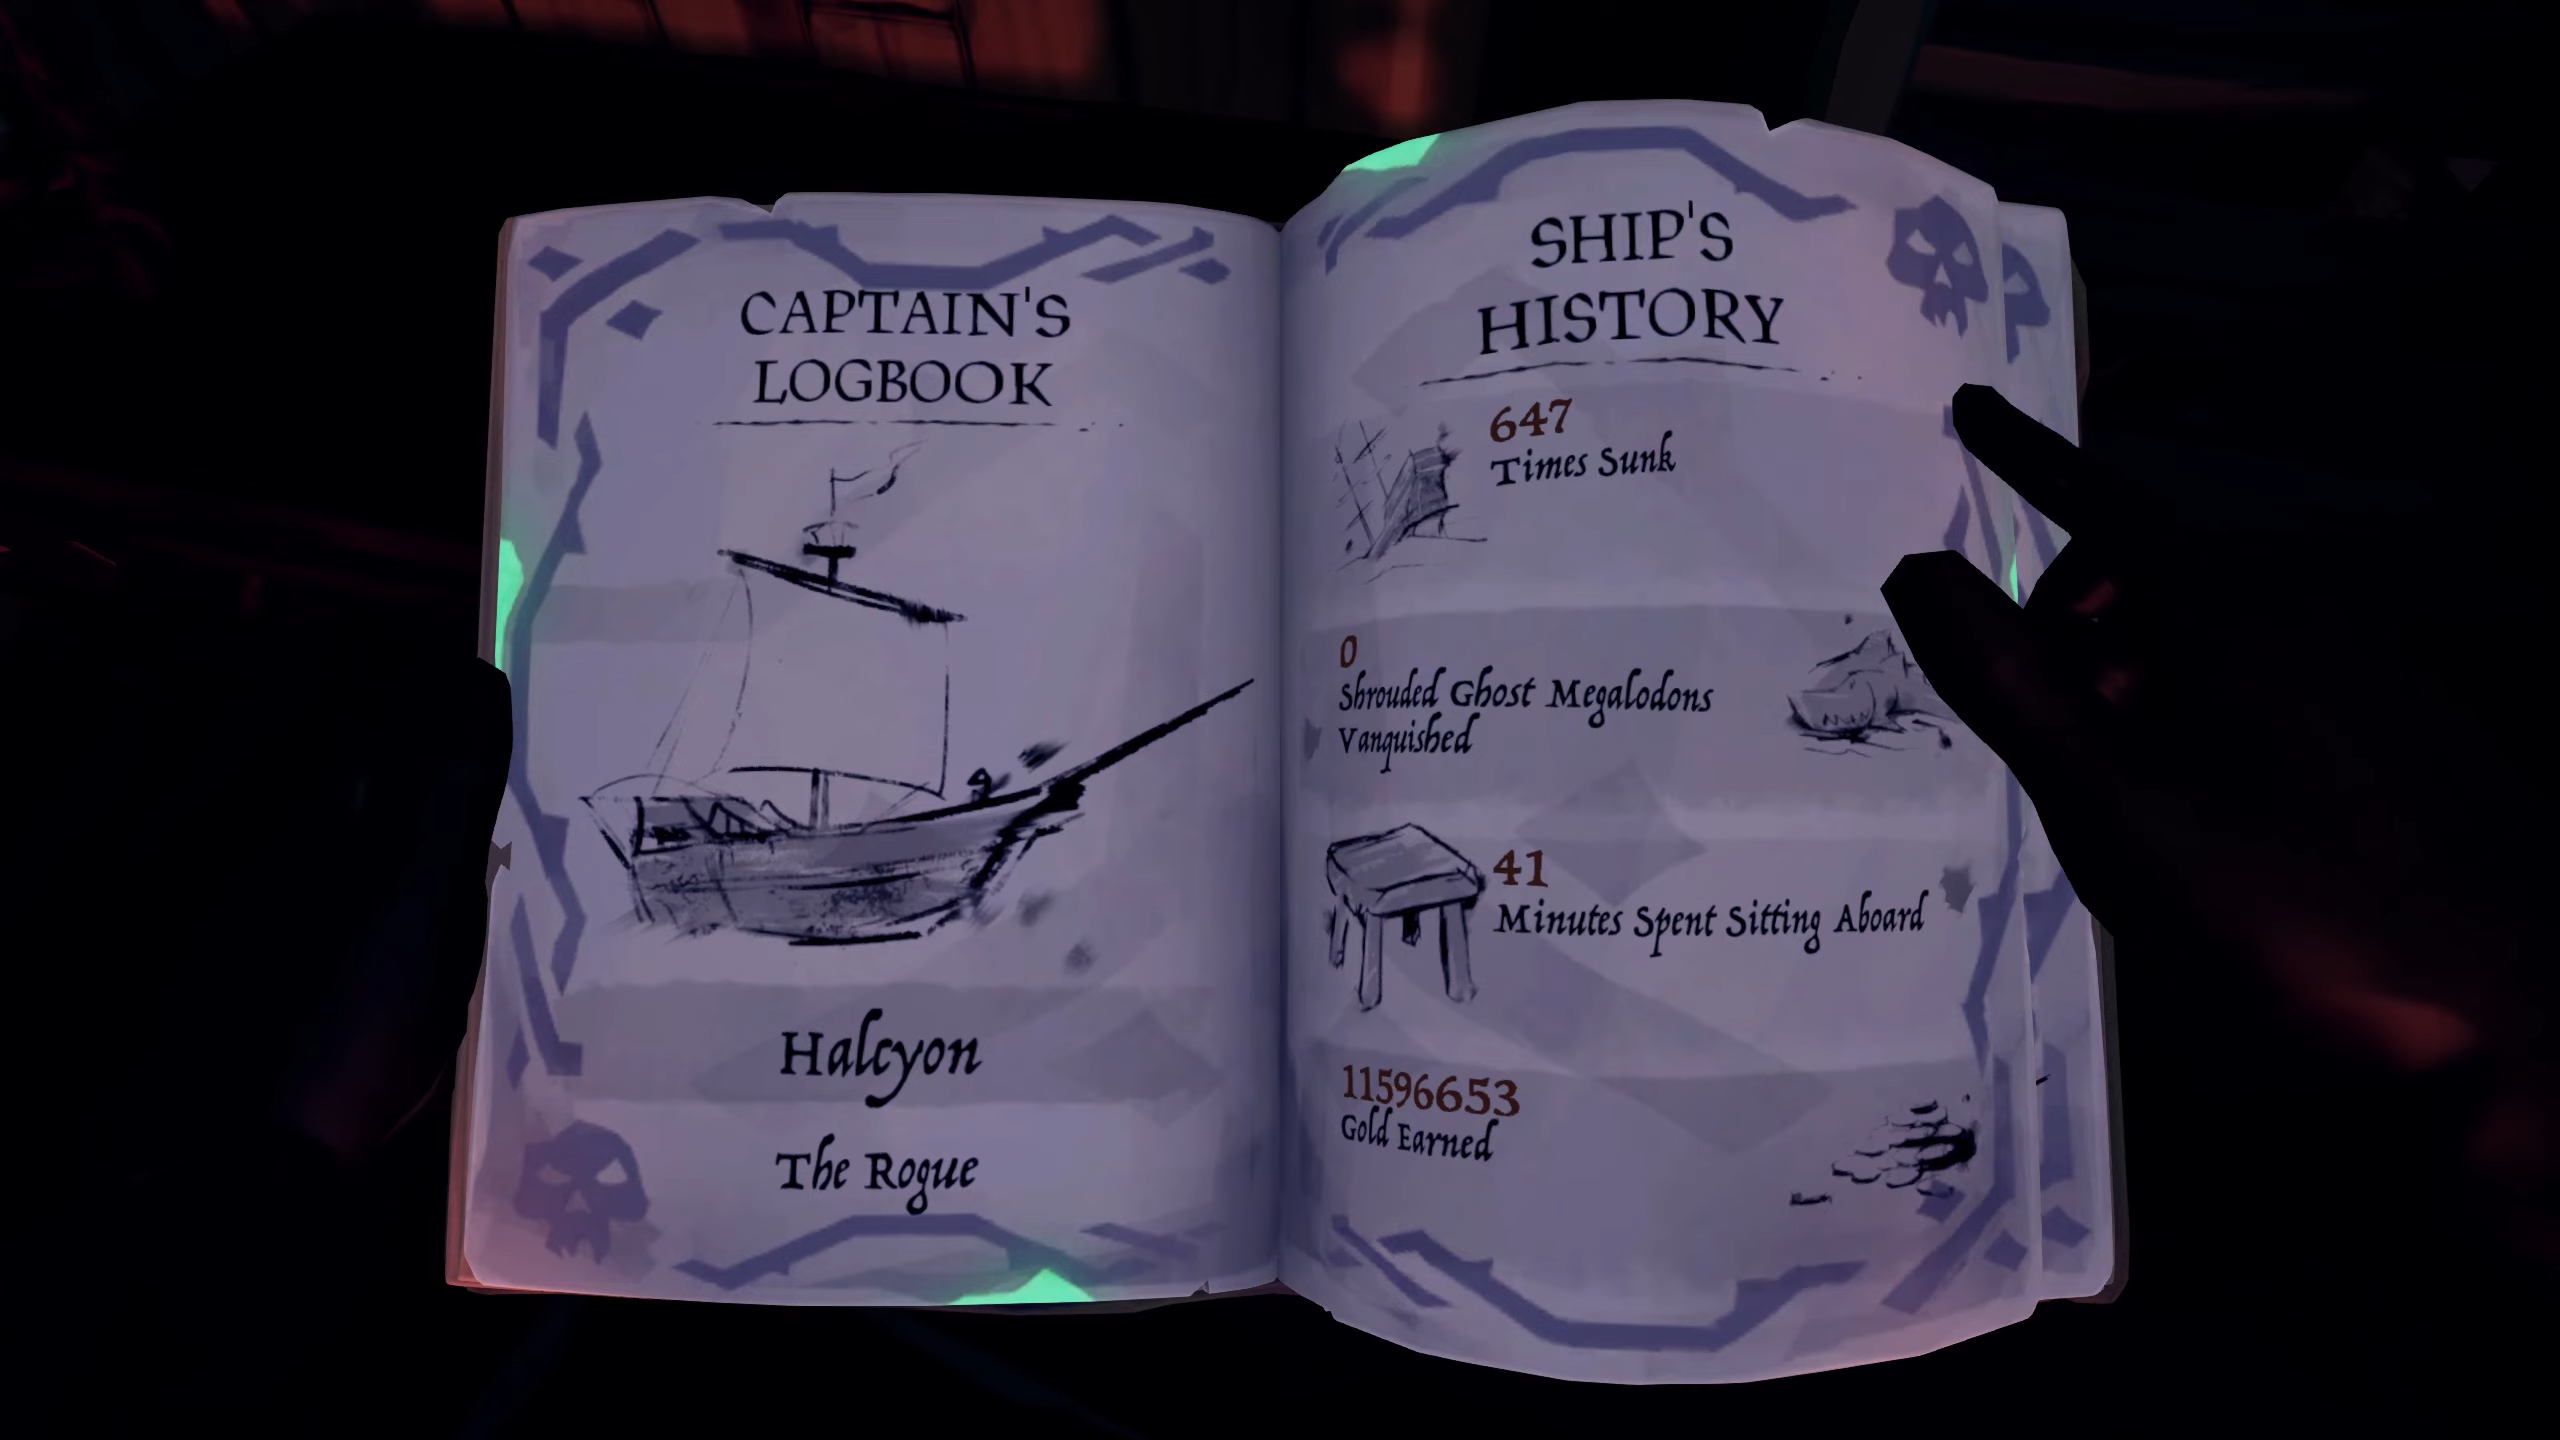 CAPTAIN'S
LOGBOOK
Halcyon
The Rogue
SHIP'S
HISTORY
647
Times Sunk
0
Shrouded Ghost Megalodons
Vanquished
41
Minutes Spent Sitting Aboard
11596653
Gold Earned